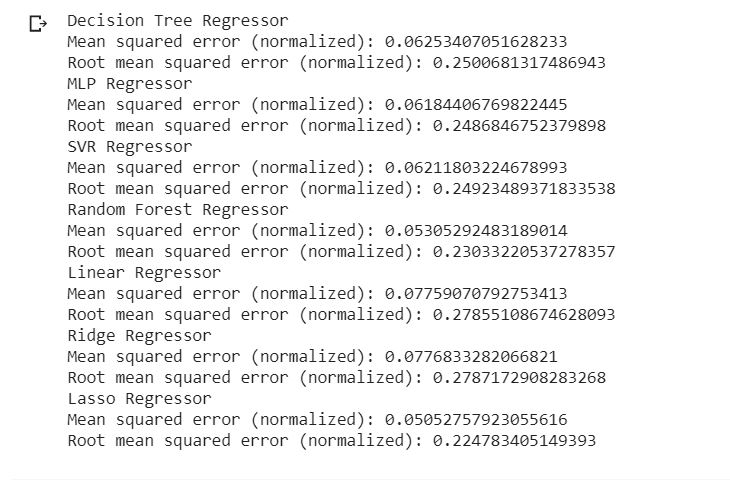 Decision Tree Regressor
Mean squared error (normalized): 0.06253407051628233
Root mean squared error (normalized): 0.2500681317486943
MLP Regressor
Mean squared error (normalized): 0.06184406769822445
Root mean squared error (normalized): 0.2486846752379898
SVR Regressor
Mean squared error (normalized): 0.06211803224678993
Root mean squared error (normalized): 0.24923489371833538
Random Forest Regressor
Mean squared error (normalized): 0.05305292483189014
Root mean squared error (normalized): 0.23033220537278357
Linear Regressor
Mean squared error (normalized): 0.07759070792753413
Root mean squared error (normalized): 0.27855108674628093
Ridge Regressor
Mean squared error (normalized): 0.0776833282066821
Root mean squared error (normalized): 0.2787172908283268
Lasso Regressor
Mean squared error (normalized): 0.05052757923055616
Root mean squared error (normalized): 0.224783405149393